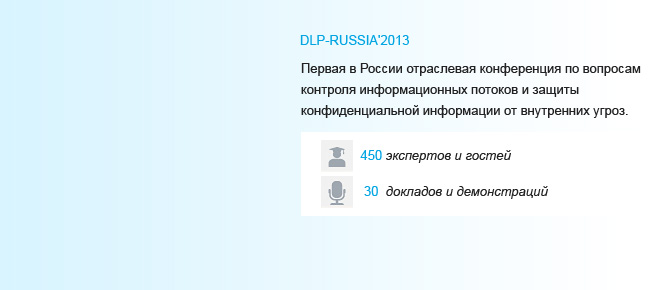 DLP-RUSSIA'2013
Первая в России отраслевая конференция по вопросам
контроля информационных потоков и защиты
конфиденциальной информации от внутренних угроз.
450 экспертов и гостей
30 докладов и демонстраций